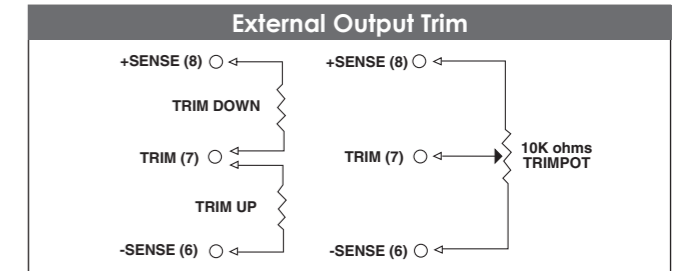 External Output Trim
+SENSE (8)
TRIM DOWN
TRIM (7)
TRIM UP
-SENSE (6)
+SENSE (8)
TRIM (7)
10K ohms
TRIMPOT
-SENSE (6)